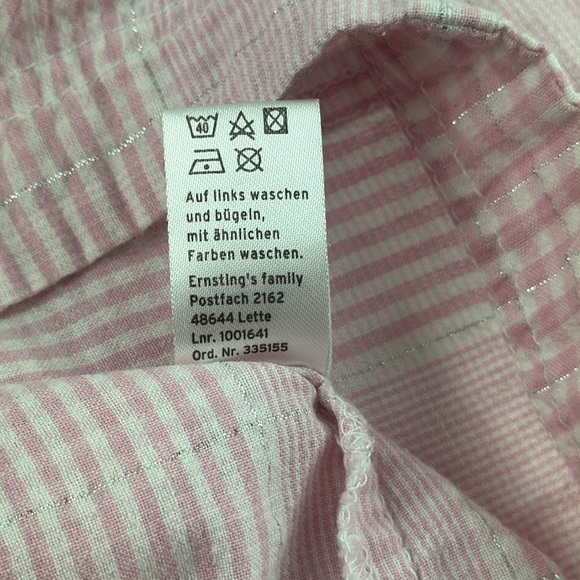 40
Auf links waschen
und bügeln,
mit ähnlichen
Farben waschen.
Ernsting's family
Postfach 2162
48644 Lette
Lnr. 1001641
Ord. Nr. 335155